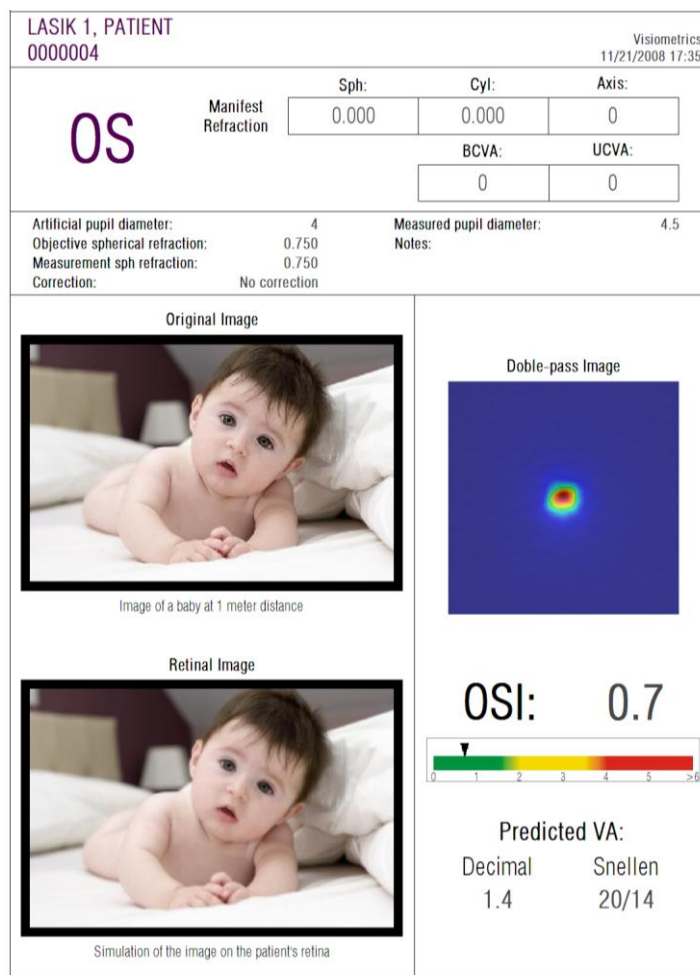 LASIK 1, PATIENT
0000004
Visiometrics
11/21/2008 17:35
OS
Manifest
Refraction
Sph: Cyl: Axis:
0.000 0.000 0
BCVA: UCVA:
0 0
Artificial pupil diameter: 4
Objective spherical refraction: 0.750
Measurement sph refraction: 0.750
Correction: No correction
Measured pupil diameter: 4.5
Notes:
Original Image
Image of a baby at 1 meter distance
Retinal Image
Simulation of the image on the patient's retina
Doble-pass Image
OSI: 0.7
0 1 2 3 4 5 >6
Predicted VA:
Decimal Snellen
1.4 20/14